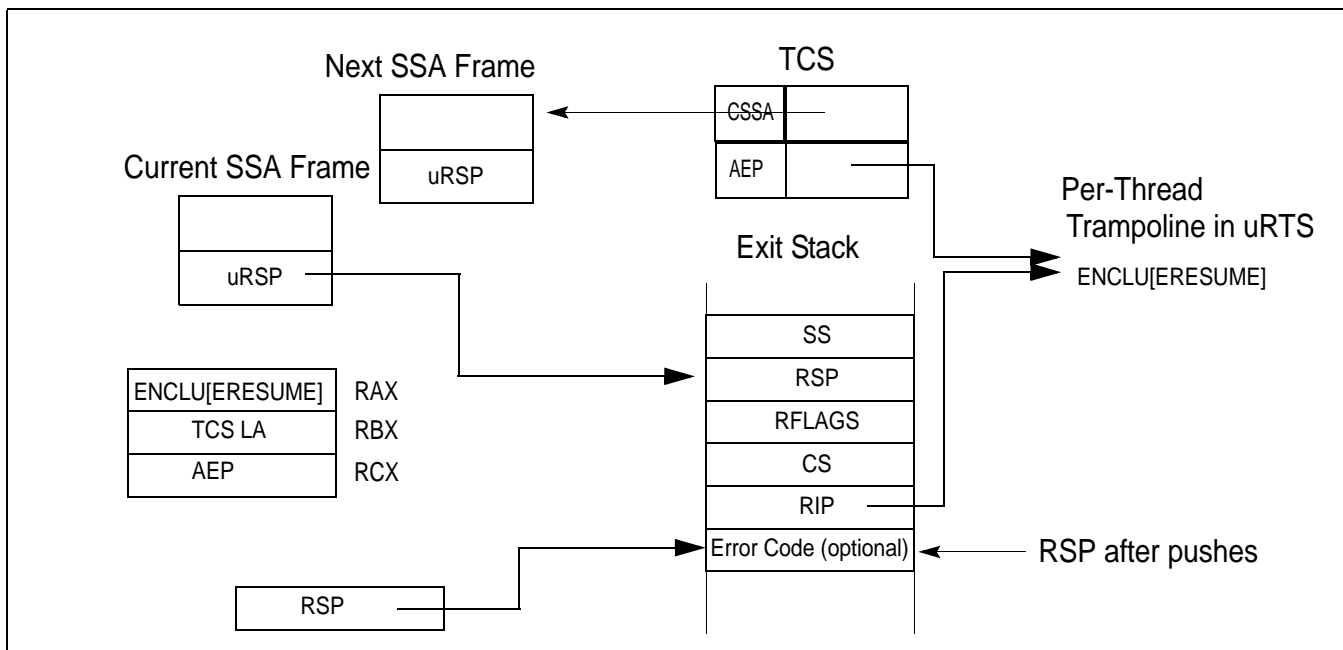 Next SSA Frame
TCS
CSSA
uRSP
AEP
Current SSA Frame
uRSP
Per-Thread
Trampoline in uRTS
ENCLU[ERESUME]
Exit Stack
SS
RSP
RFLAGS
CS
RIP
Error Code (optional)
RSP after pushes
ENCLU[ERESUME] RAX
TCS LA RBX
AEP RCX
RSP